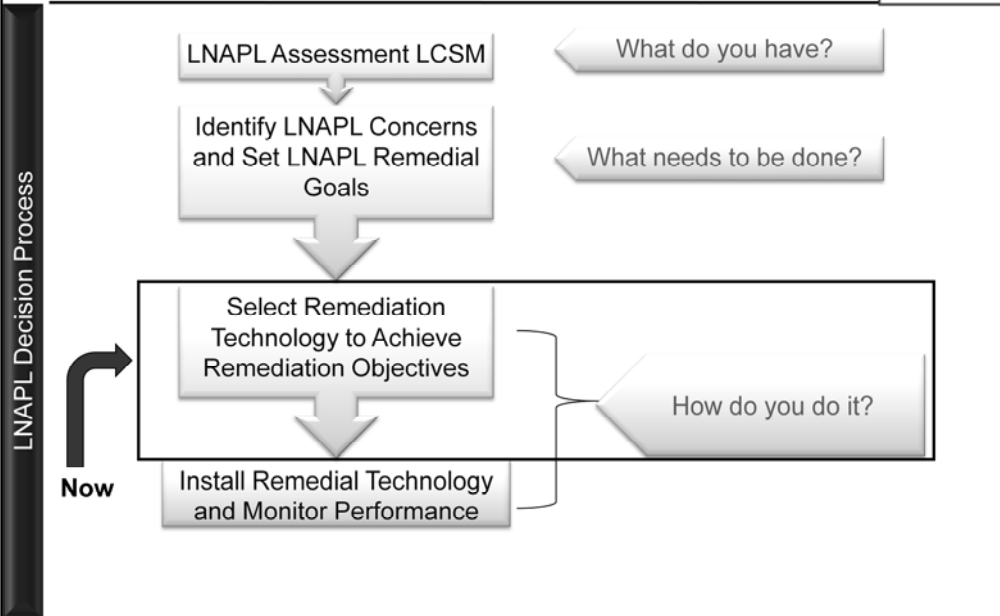 LNAPL Decision Process
LNAPL Assessment LCSM
What do you have?
Identify LNAPL Concerns
and Set LNAPL Remedial
Goals
What needs to be done?
Select Remediation
Technology to Achieve
Remediation Objectives
How do you do it?
Now
Install Remedial Technology
and Monitor Performance